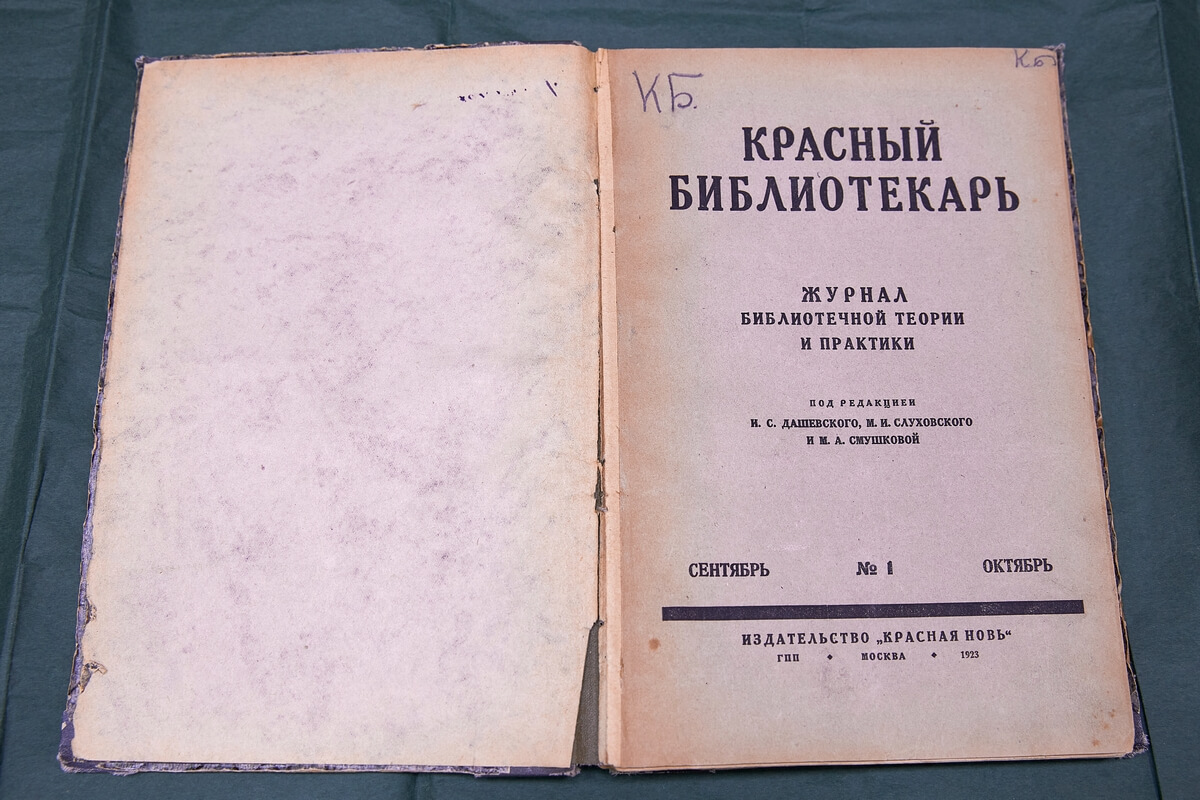 КБ.
КБ
КРАСНЫЙ
БИБЛИОТЕКАРЬ
ЖУРНАЛ
БИБЛИОТЕЧНОЙ ТЕОРИИ
И ПРАКТИКИ
ПОД РЕДАКЦИЕЙ
И. С. ДАШЕВСКОГО, М. И. СЛУХОВСКОГО
И М. А. СМУШКОВОЙ
СЕНТЯБРЬ № 1 ОКТЯБРЬ
ИЗДАТЕЛЬСТВО „КРАСНАЯ НОВЬ“
ГПП ◆ МОСКВА ◆ 1923